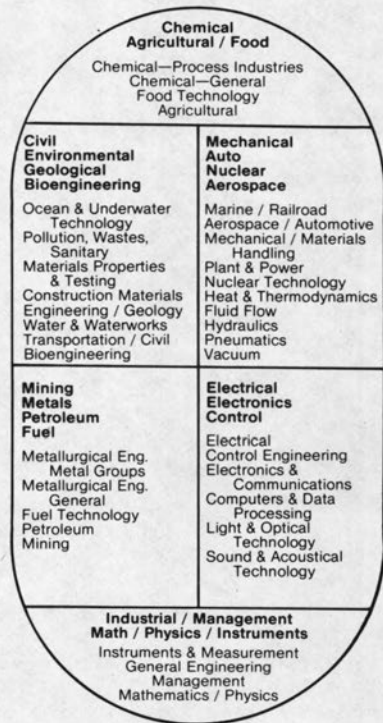 Chemical
Agricultural / Food
Chemical—Process Industries
Chemical—General
Food Technology
Agricultural
Civil
Environmental
Geological
Bioengineering
Ocean & Underwater
Technology
Pollution, Wastes,
Sanitary
Materials Properties
& Testing
Construction Materials
Engineering / Geology
Water & Waterworks
Transportation / Civil
Bioengineering
Mechanical
Auto
Nuclear
Aerospace
Marine / Railroad
Aerospace / Automotive
Mechanical / Materials
Handling
Plant & Power
Nuclear Technology
Heat & Thermodynamics
Fluid Flow
Hydraulics
Pneumatics
Vacuum
Mining
Metals
Petroleum
Fuel
Metallurgical Eng.
Metal Groups
Metallurgical Eng.
General
Fuel Technology
Petroleum
Mining
Electrical
Electronics
Control
Electrical
Control Engineering
Electronics &
Communications
Computers & Data
Processing
Light & Optical
Technology
Sound & Acoustical
Technology
Industrial / Management
Math / Physics / Instruments
Instruments & Measurement
General Engineering
Management
Mathematics / Physics